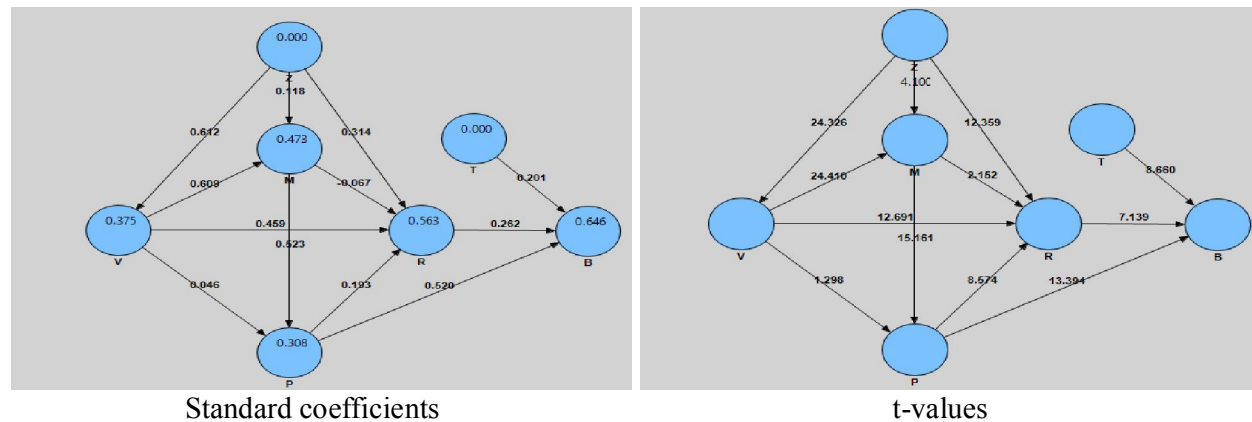 0.000
Z
0.118
0.612
0.314
0.473
M
0.000
T
0.609
-0.067
0.201
0.375
V
0.459
0.523
0.563
R
0.262
0.646
B
0.046
0.193
0.520
0.308
P
Standard coefficients
Z
4.100
24.326
12.359
M
T
24.410
2.152
8.660
V
12.691
15.161
R
7.139
B
1.298
8.574
13.394
P
t-values